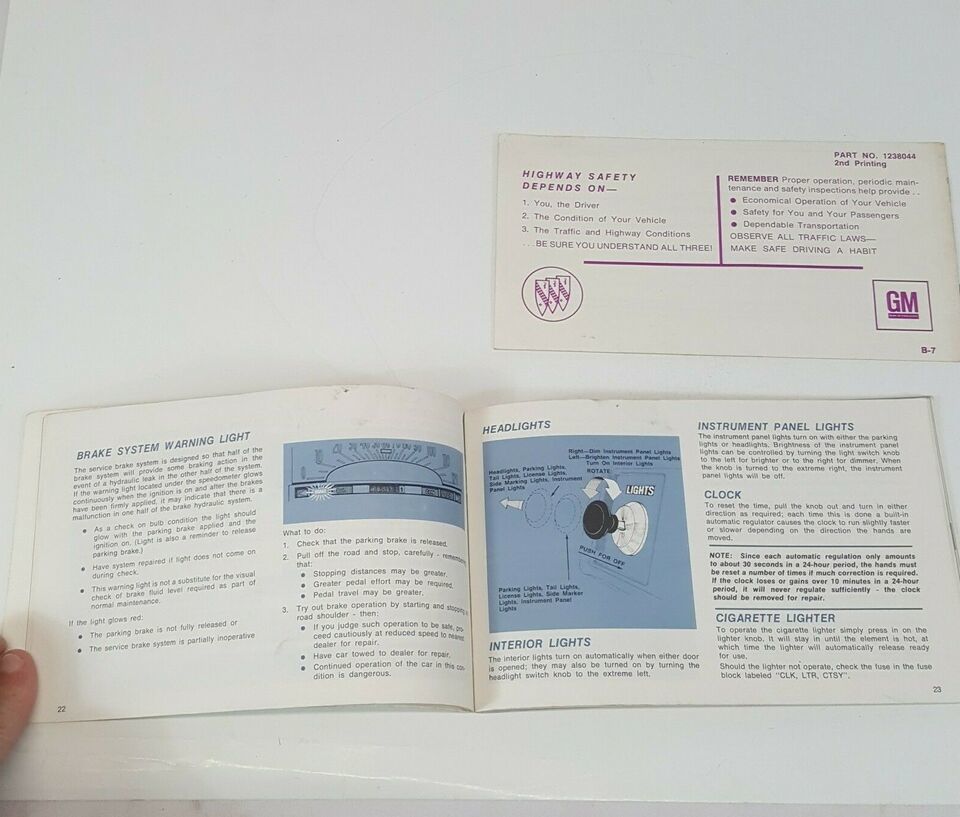 PART NO. 1238044
2nd Printing
HIGHWAY SAFETY
DEPENDS ON—
1. You, the Driver
2. The Condition of Your Vehicle
3. The Traffic and Highway Conditions
...BE SURE YOU UNDERSTAND ALL THREE!
REMEMBER Proper operation, periodic main-
tenance and safety inspections help provide . .
● Economical Operation of Your Vehicle
● Safety for You and Your Passengers
● Dependable Transportation
OBSERVE ALL TRAFFIC LAWS—
MAKE SAFE DRIVING A HABIT
GM
B-7
BRAKE SYSTEM WARNING LIGHT
The service brake system is designed so that half of the
brake system will provide some braking action in the
event of a hydraulic leak in the other half of the system.
If the warning light located under the speedometer glows
continuously when the ignition is on and after the brakes
have been firmly applied, it may indicate that there is a
malfunction in one half of the brake hydraulic system.
● As a check on bulb condition the light should
glow with the parking brake applied and the
ignition on. (Light is also a reminder to release
parking brake.)
● Have system repaired if light does not come on
during check.
● This warning light is not a substitute for the visual
check of brake fluid level required as part of
normal maintenance.
If the light glows red:
● The parking brake is not fully released or
● The service brake system is partially inoperative
22
What to do:
1. Check that the parking brake is released.
2. Pull off the road and stop, carefully - remembering
that:
● Stopping distances may be greater.
● Greater pedal effort may be required.
● Pedal travel may be greater.
3. Try out brake operation by starting and stopping
road shoulder - then:
● If you judge such operation to be safe, pro-
ceed cautiously at reduced speed to nearest
dealer for repair.
● Have car towed to dealer for repair.
● Continued operation of the car in this con-
dition is dangerous.
HEADLIGHTS
Right—Dim Instrument Panel Lights
Left—Brighten Instrument Panel Lights
Turn On Interior Lights
Headlights, Parking Lights,
Tail Lights, License Lights,
Side Marking Lights, Instrument
Panel Lights
ROTATE
LIGHTS
PUSH FOR OFF
Parking Lights, Tail Lights,
License Lights, Side Marker
Lights, Instrument Panel
Lights
INTERIOR LIGHTS
The interior lights turn on automatically when either door
is opened; they may also be turned on by turning the
headlight switch knob to the extreme left.
INSTRUMENT PANEL LIGHTS
The instrument panel lights turn on with either the parking
lights or headlights. Brightness of the instrument panel
lights can be controlled by turning the light switch knob
to the left for brighter or to the right for dimmer. When
the knob is turned to the extreme right, the instrument
panel lights will be off.
CLOCK
To reset the time, pull the knob out and turn in either
direction as required; each time this is done a built-in
automatic regulator causes the clock to run slightly faster
or slower depending on the direction the hands are
moved.
NOTE: Since each automatic regulation only amounts
to about 30 seconds in a 24-hour period, the hands must
be reset a number of times if much correction is required.
If the clock loses or gains over 10 minutes in a 24-hour
period, it will never regulate sufficiently - the clock
should be removed for repair.
CIGARETTE LIGHTER
To operate the cigarette lighter simply press in on the
lighter knob. It will stay in until the element is hot, at
which time the lighter will automatically release ready
for use.
Should the lighter not operate, check the fuse in the fuse
block labeled "CLK, LTR, CTSY".
23